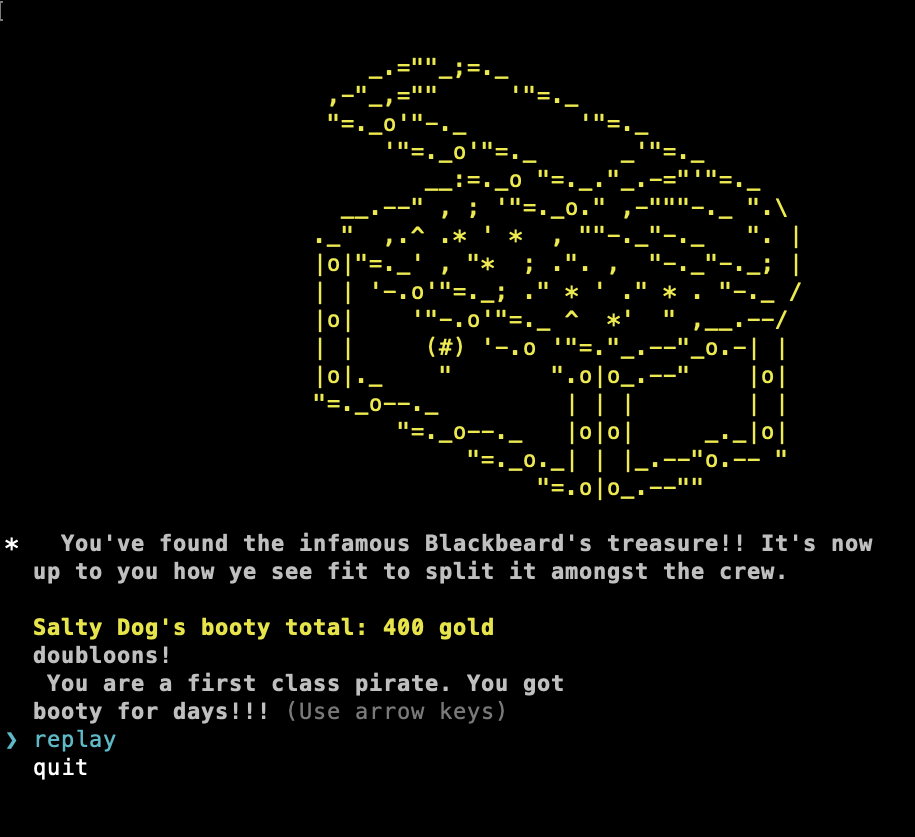 * You've found the infamous Blackbeard's treasure!! It's now
up to you how ye see fit to split it amongst the crew.
Salty Dog's booty total: 400 gold
doubloons!
You are a first class pirate. You got
booty for days!!! (Use arrow keys)
❯ replay
quit